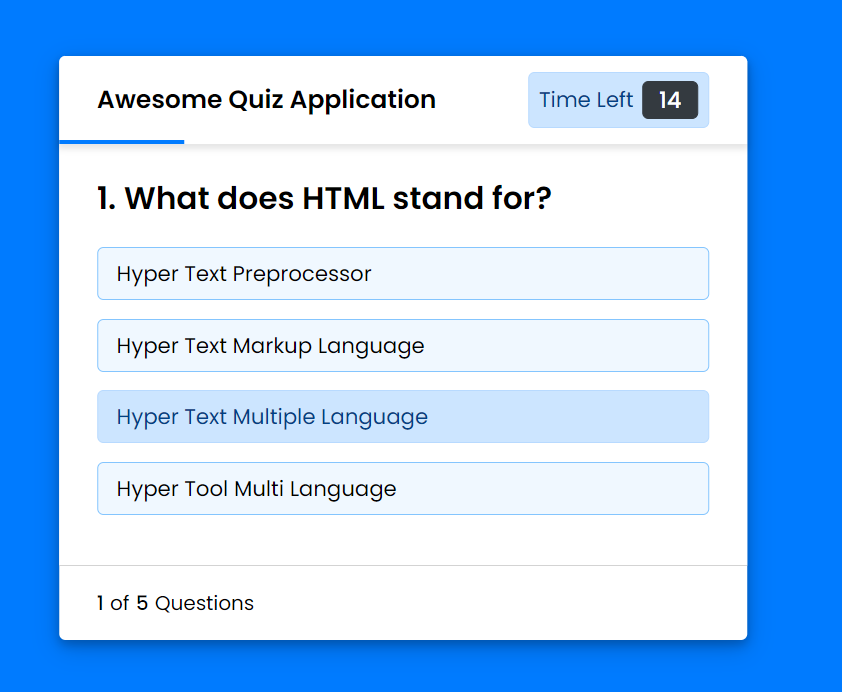 Awesome Quiz Application
Time Left 14
1. What does HTML stand for?
Hyper Text Preprocessor
Hyper Text Markup Language
Hyper Text Multiple Language
Hyper Tool Multi Language
1 of 5 Questions